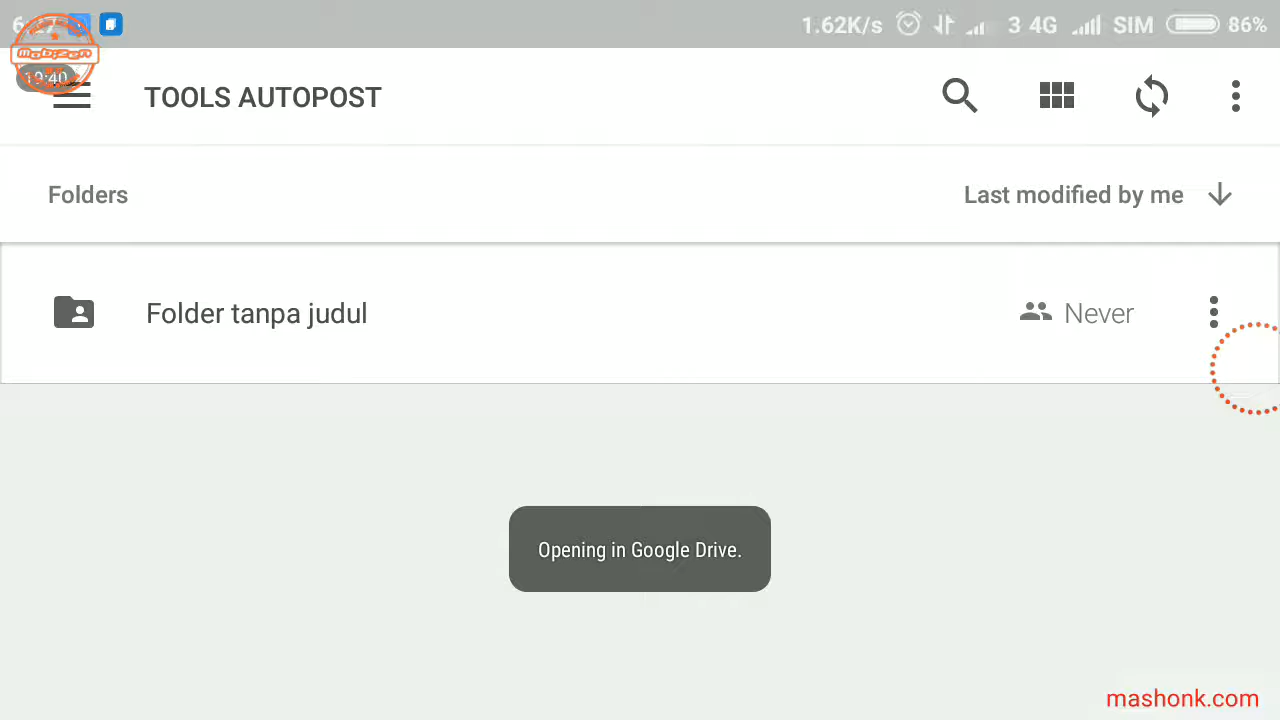 1.62K/s 3 4G SIM 86%
mobizen
TOOLS AUTOPOST
Folders Last modified by me
Folder tanpa judul Never
Opening in Google Drive.
mashonk.com